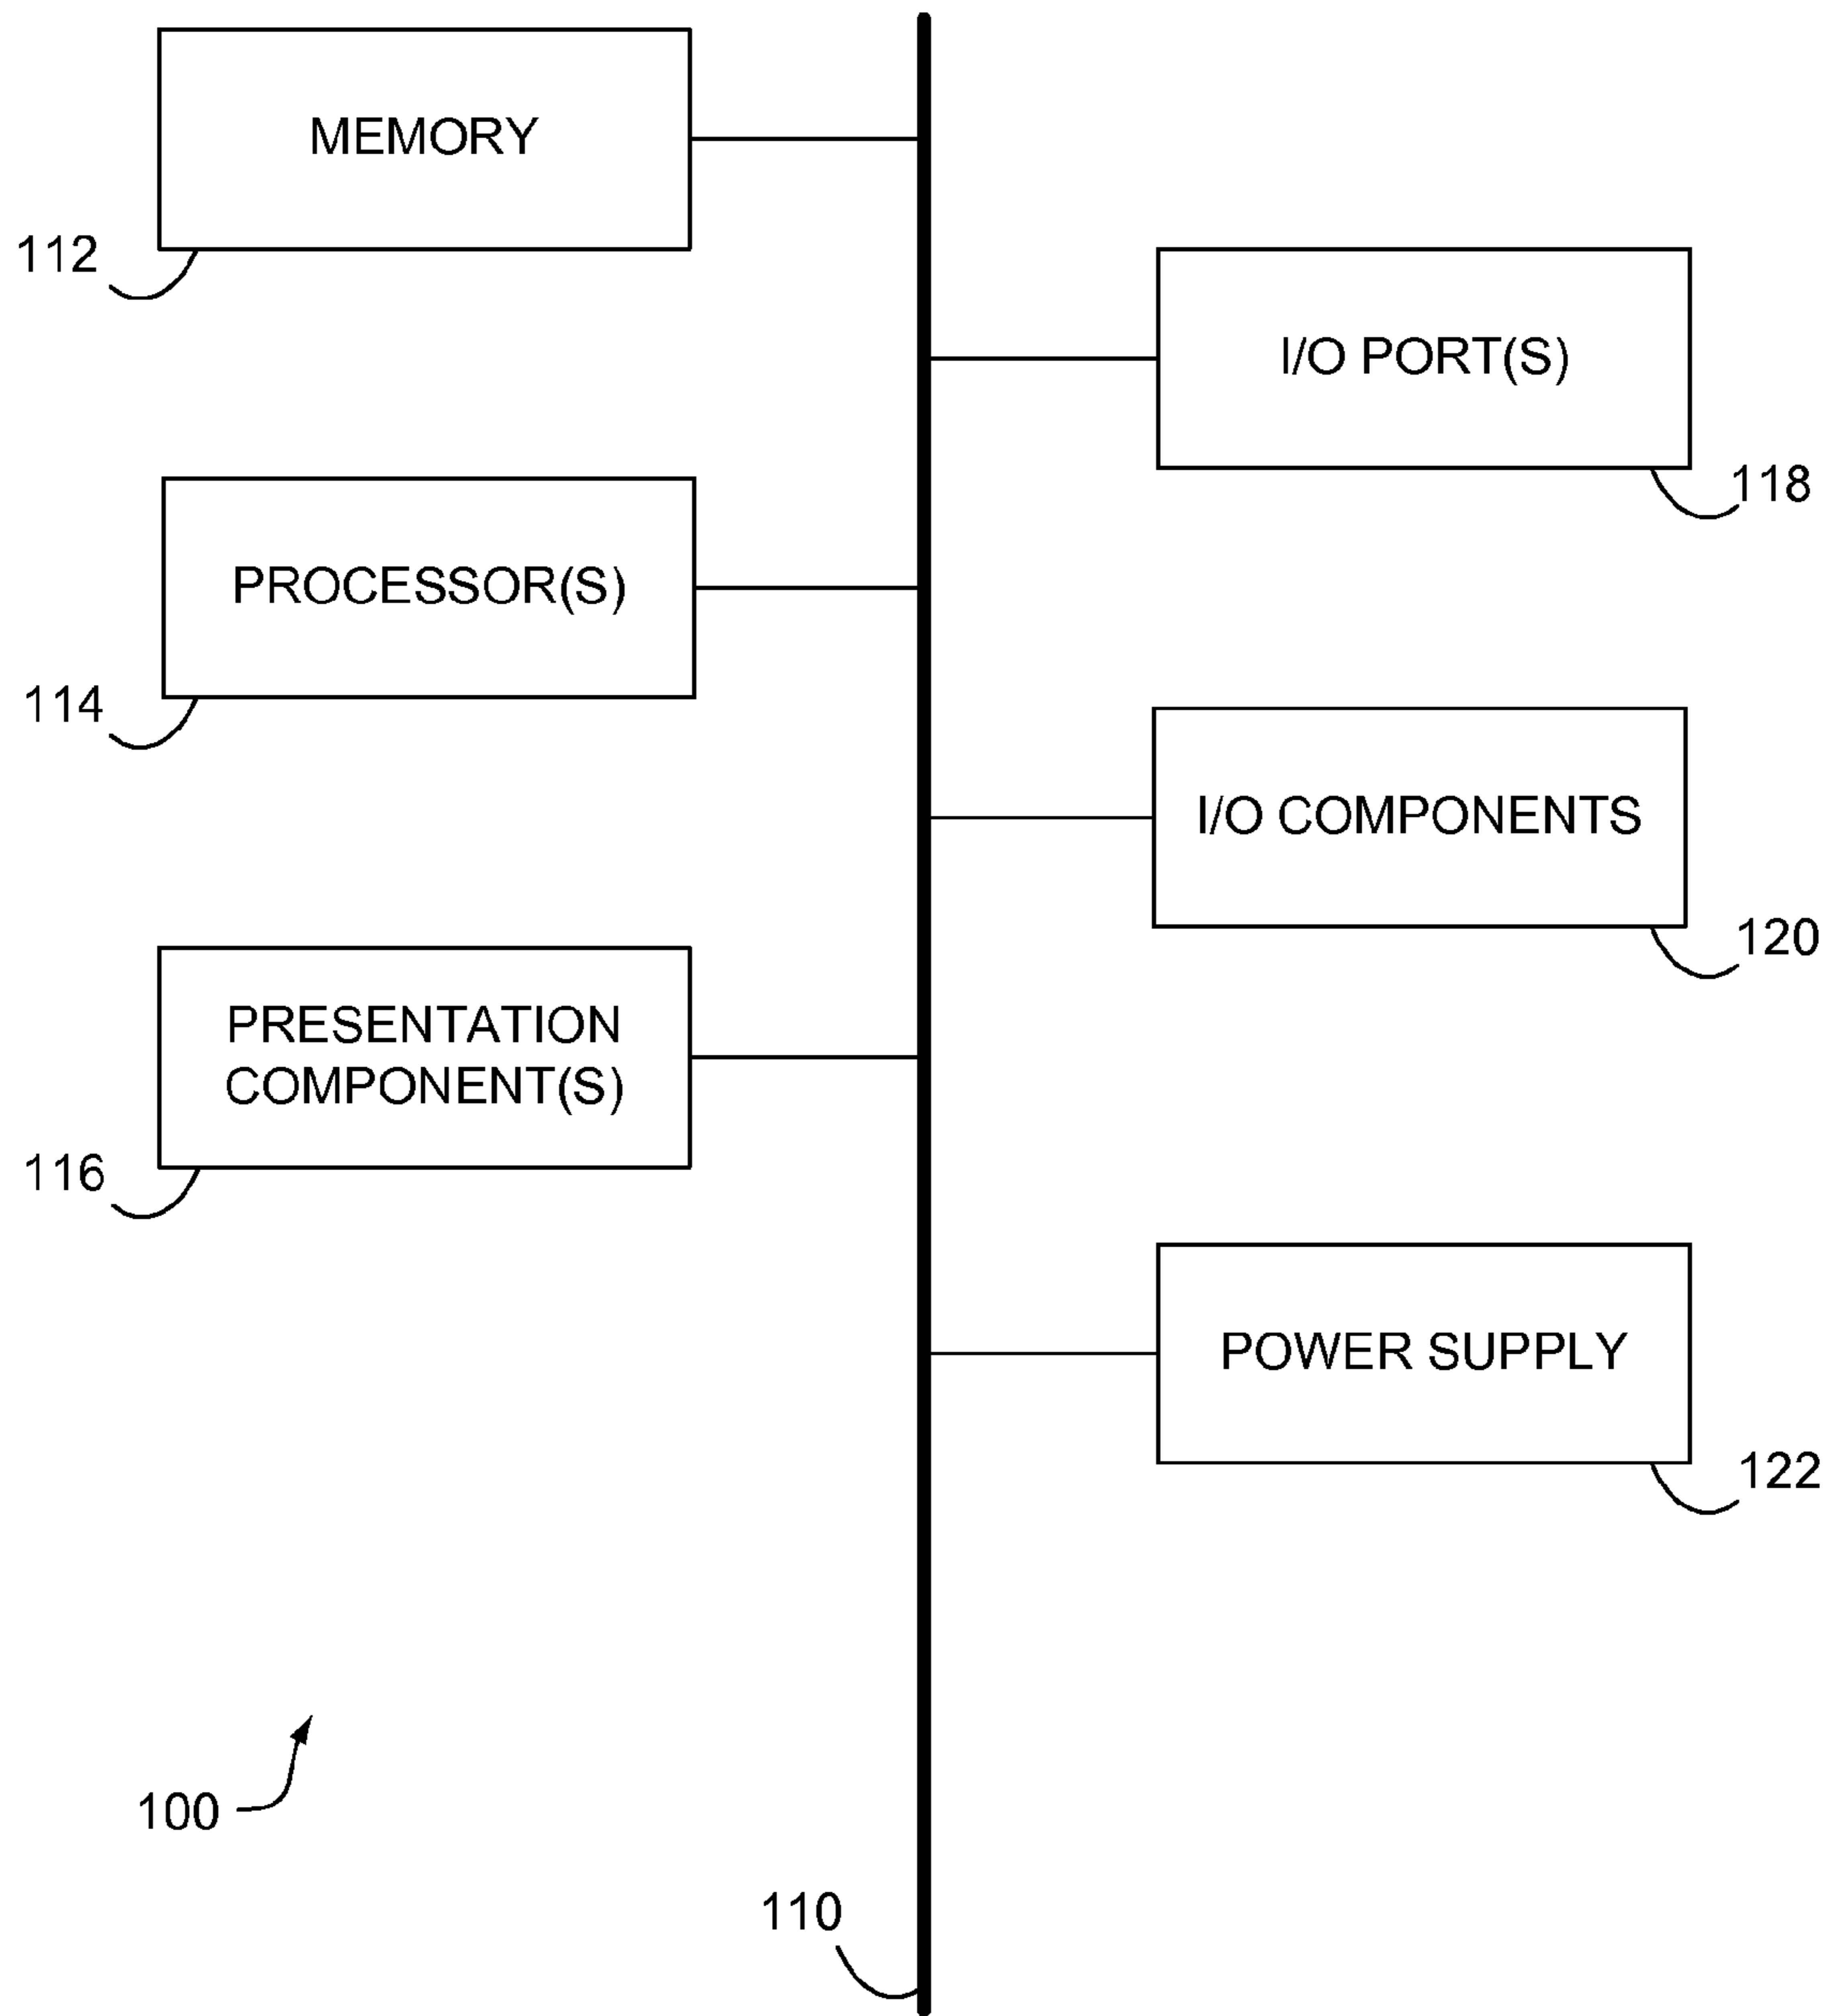 MEMORY
112
I/O PORT(S)
118
PROCESSOR(S)
114
I/O COMPONENTS
120
PRESENTATION
COMPONENT(S)
116
POWER SUPPLY
122
100
110